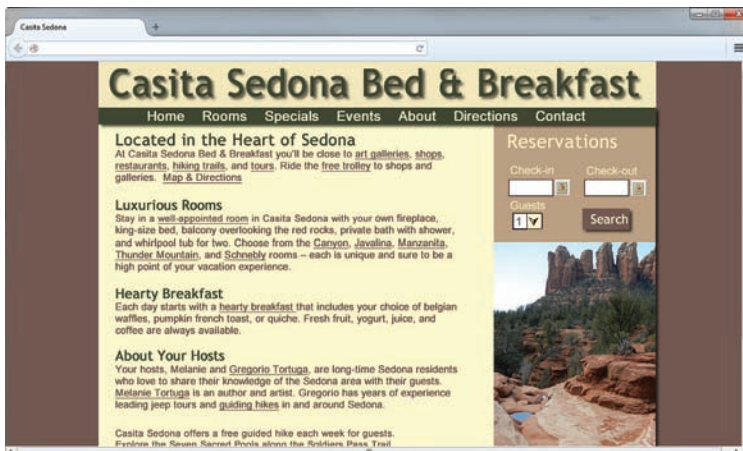 Casita Sedona
Casita Sedona Bed & Breakfast
Home Rooms Specials Events About Directions Contact
Located in the Heart of Sedona
At Casita Sedona Bed & Breakfast you'll be close to art galleries, shops,
restaurants, hiking trails, and tours. Ride the free trolley to shops and
galleries. Map & Directions
Luxurious Rooms
Stay in a well-appointed room in Casita Sedona with your own fireplace,
king-size bed, balcony overlooking the red rocks, private bath with shower,
and whirlpool tub for two. Choose from the Canyon, Javalina, Manzanita,
Thunder Mountain, and Schnebly rooms – each is unique and sure to be a
high point of your vacation experience.
Hearty Breakfast
Each day starts with a hearty breakfast that includes your choice of belgian
waffles, pumpkin french toast, or quiche. Fresh fruit, yogurt, juice, and
coffee are always available.
About Your Hosts
Your hosts, Melanie and Gregorio Tortuga, are long-time Sedona residents
who love to share their knowledge of the Sedona area with their guests.
Melanie Tortuga is an author and artist. Gregorio has years of experience
leading jeep tours and guiding hikes in and around Sedona.
Casita Sedona offers a free guided hike each week for guests.
Explore the Seven Sacred Pools along the Soldiers Pass Trail
Reservations
Check-in Check-out
Guests
1
Search